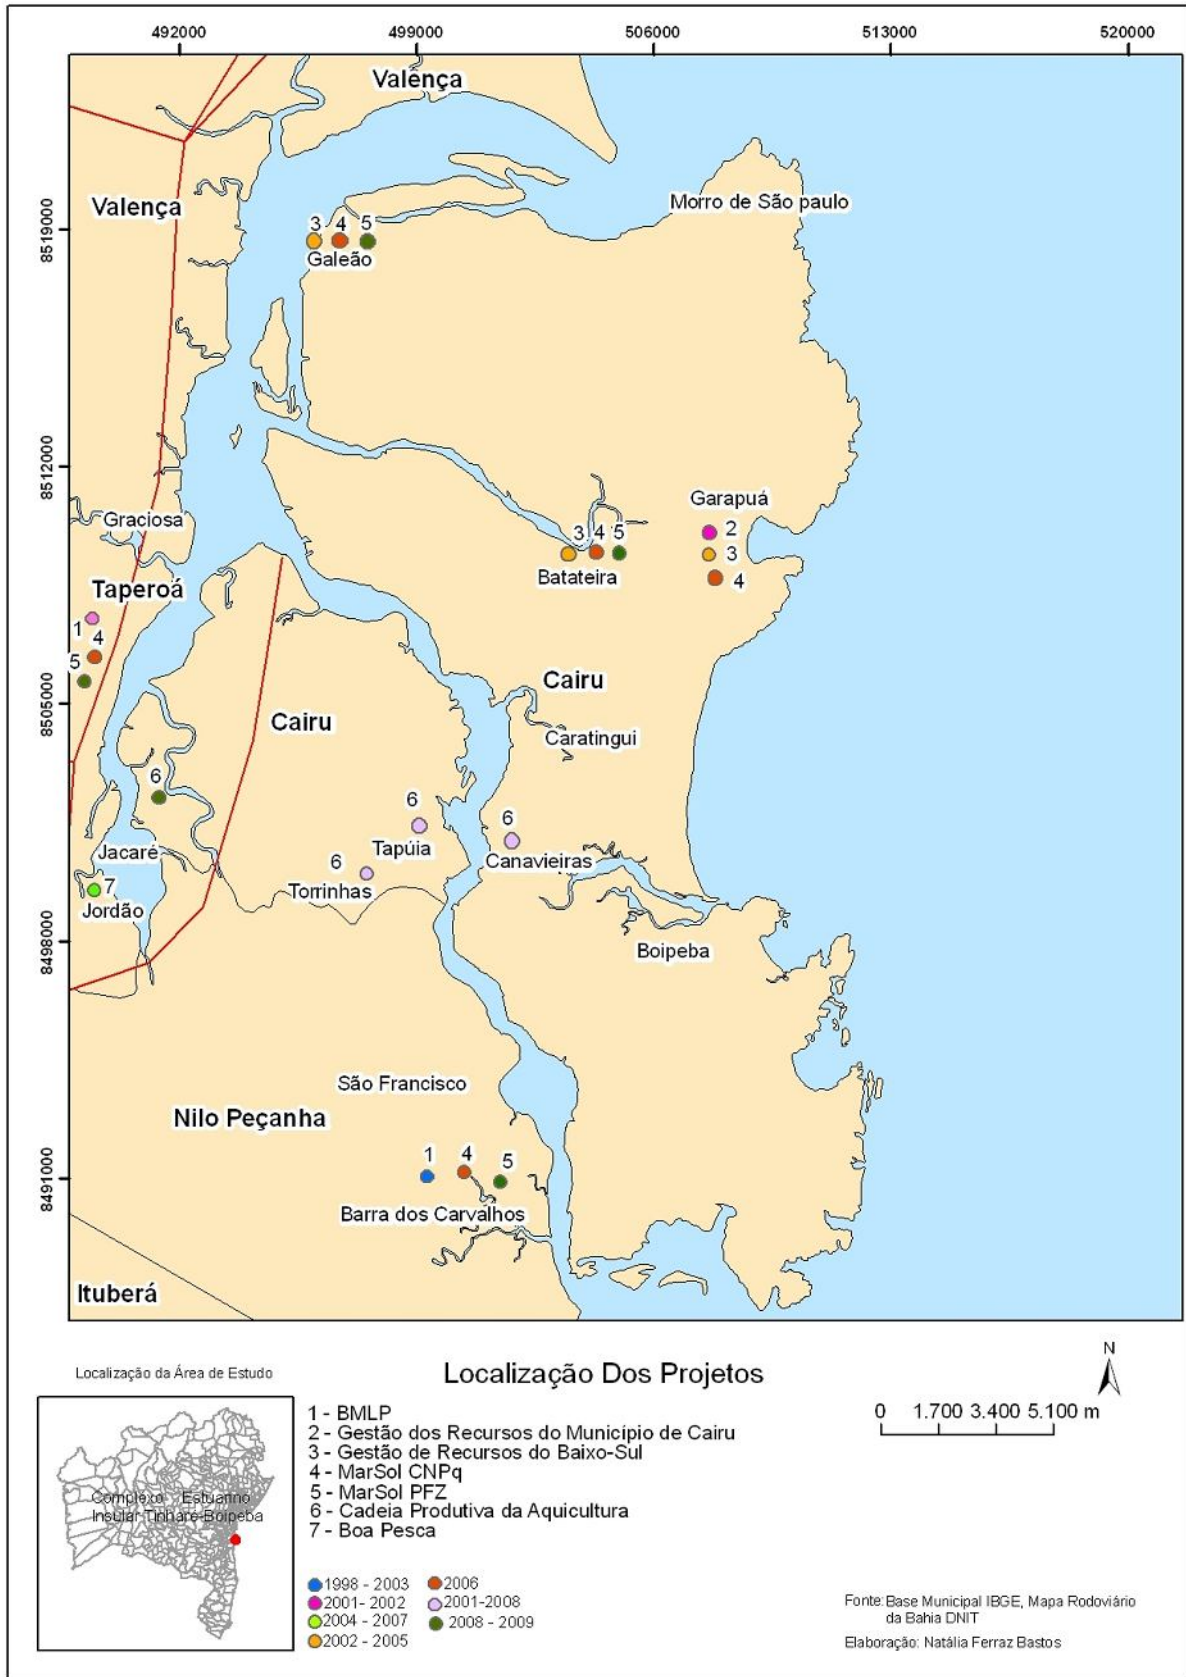 492000 499000 506000 513000 520000
Valença
Valença
Morro de São paulo
8519000
3 4 5
Galeão
8512000
Garapuá
Graciosa
2
3 4 5
3
Batateira
4
Taperoá
1
4
5
8505000
Cairu
Cairu
Caratingui
6
6
6
Tapúia
Canavieiras
Jacaré
6
7
Torrinhas
Jordão
8498000
Boipeba
São Francisco
Nilo Peçanha
1 4 5
8491000
Barra dos Carvalhos
Ituberá
N
Localização da Área de Estudo
Localização Dos Projetos
0 1.700 3.400 5.100 m
1 - BMLP
2 - Gestão dos Recursos do Município de Cairu
3 - Gestão de Recursos do Baixo-Sul
4 - MarSol CNPq
5 - MarSol PFZ
6 - Cadeia Produtiva da Aquicultura
7 - Boa Pesca
Complexo Estuarino
Insular Tinharé-Boipeba
1998 - 2003
2006
2001- 2002
2001-2008
2004 - 2007
2008 - 2009
2002 - 2005
Fonte: Base Municipal IBGE, Mapa Rodoviário
da Bahia DNIT
Elaboração: Natália Ferraz Bastos